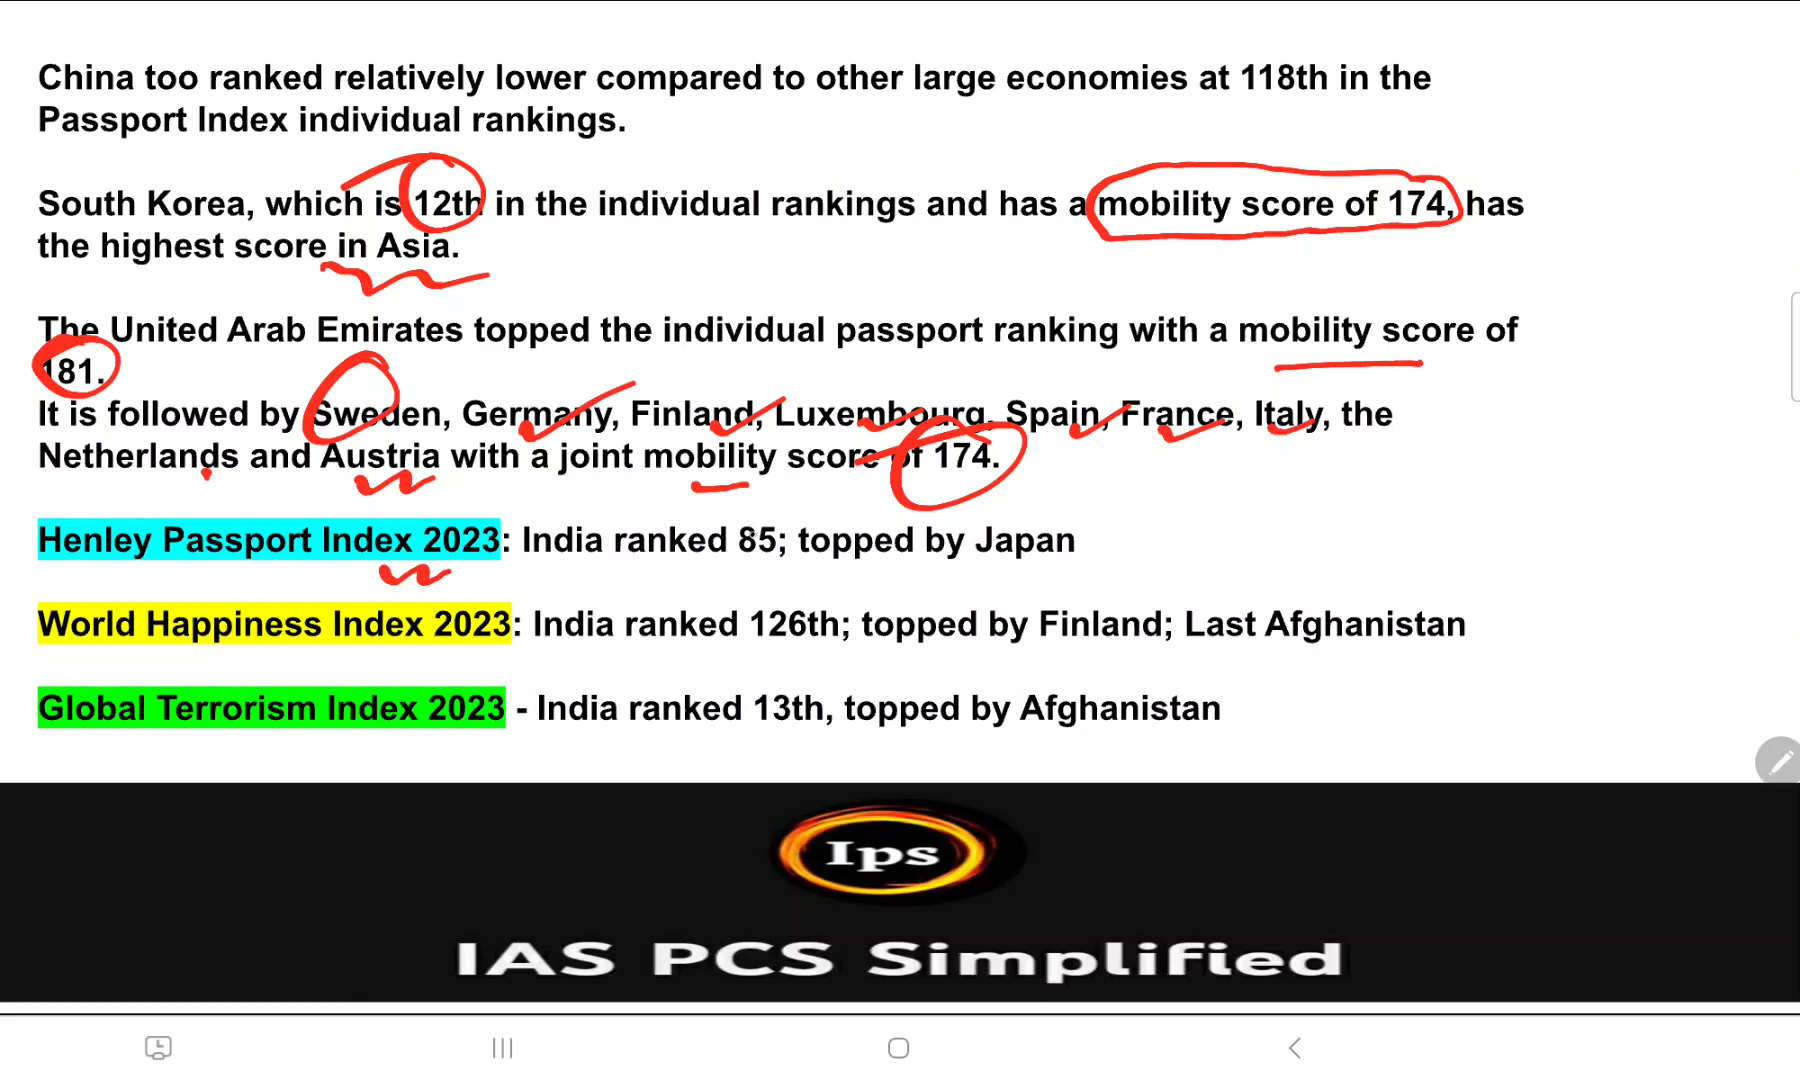 China too ranked relatively lower compared to other large economies at 118th in the
Passport Index individual rankings.
South Korea, which is 12th in the individual rankings and has a mobility score of 174, has
the highest score in Asia.
The United Arab Emirates topped the individual passport ranking with a mobility score of
181.
It is followed by Sweden, Germany, Finland, Luxembourg, Spain, France, Italy, the
Netherlands and Austria with a joint mobility score of 174.
Henley Passport Index 2023: India ranked 85; topped by Japan
World Happiness Index 2023: India ranked 126th; topped by Finland; Last Afghanistan
Global Terrorism Index 2023 - India ranked 13th, topped by Afghanistan
Ips
IAS PCS Simplified